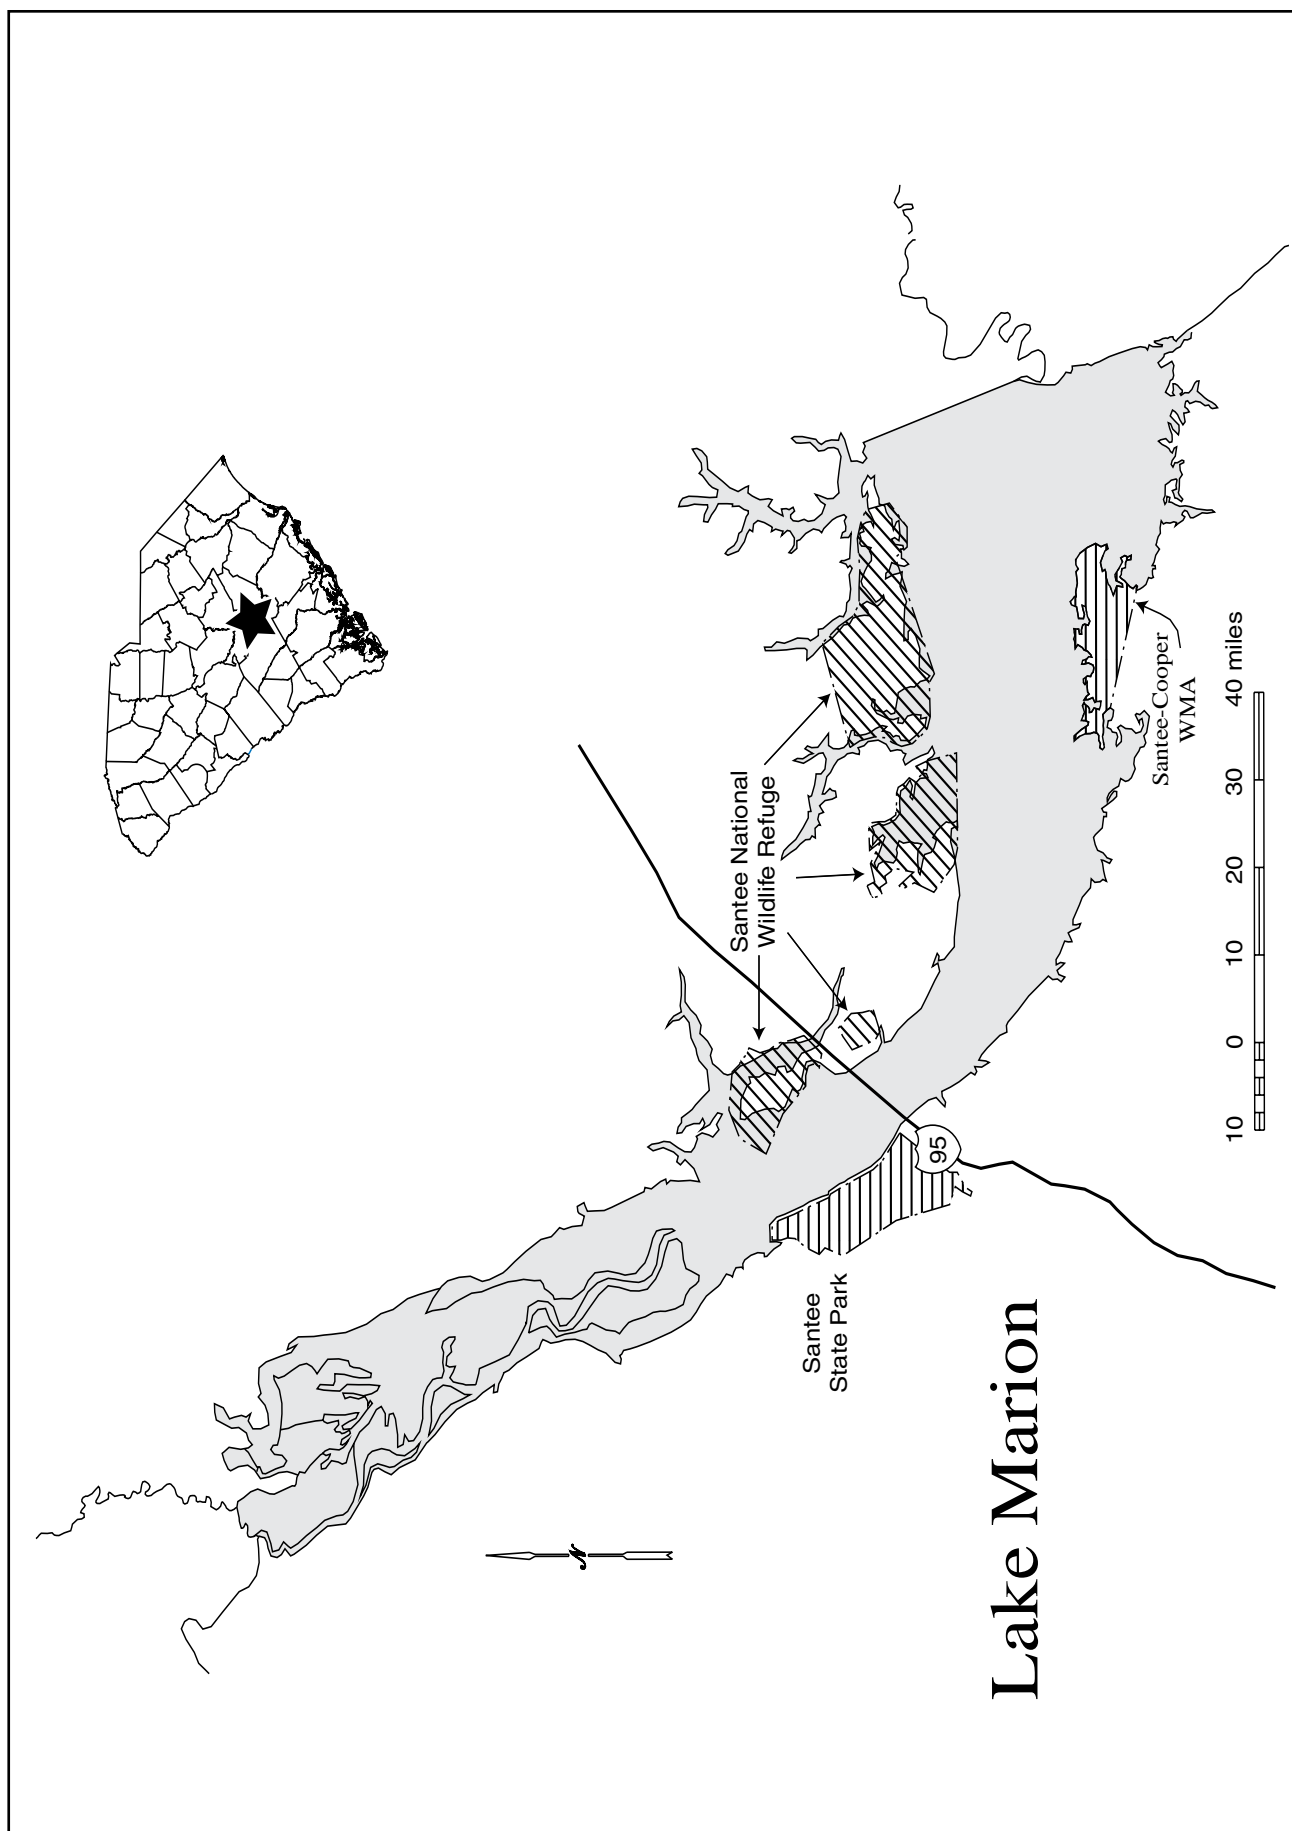 Santee National
Wildlife Refuge
95
Santee
State Park
Santee-Cooper
WMA
N
Lake Marion
10 0 10 20 30 40 miles